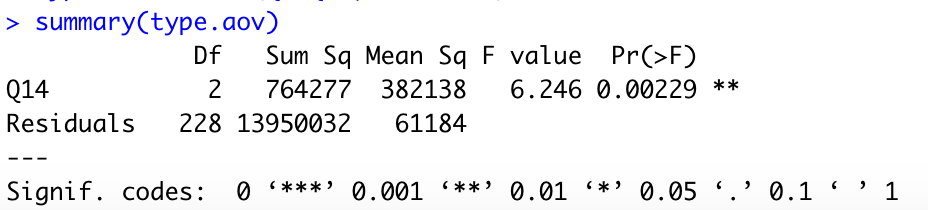 > summary(type.aov)
Df Sum Sq Mean Sq F value Pr(>F)
Q14 2 764277 382138 6.246 0.00229 **
Residuals 228 13950032 61184
---
Signif. codes: 0 ‘***’ 0.001 ‘**’ 0.01 ‘*’ 0.05 ‘.’ 0.1 ‘ ’ 1